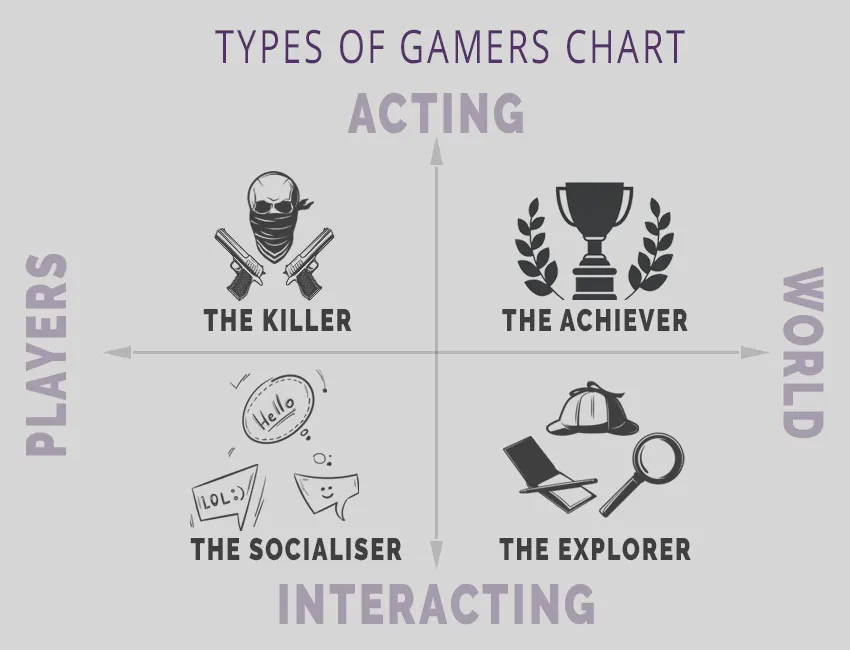 TYPES OF GAMERS CHART
ACTING
PLAYERS
WORLD
THE KILLER
THE ACHIEVER
Hello
LOL:)
THE SOCIALISER
THE EXPLORER
INTERACTING